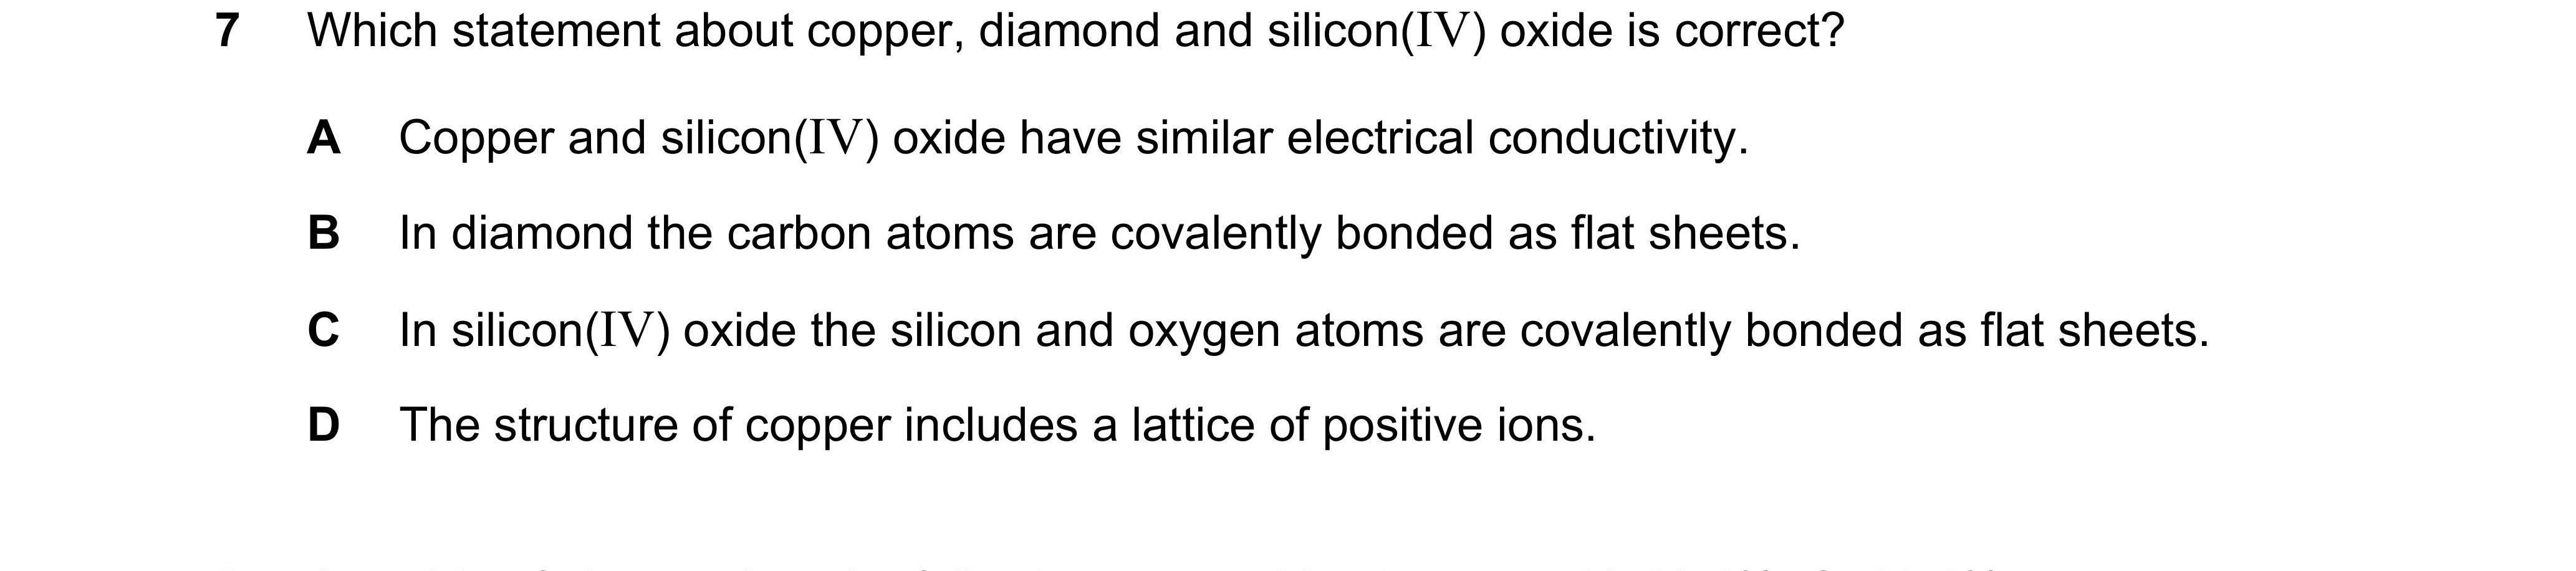 7 Which statement about copper, diamond and silicon(IV) oxide is correct?
A Copper and silicon(IV) oxide have similar electrical conductivity.
B In diamond the carbon atoms are covalently bonded as flat sheets.
C In silicon(IV) oxide the silicon and oxygen atoms are covalently bonded as flat sheets.
D The structure of copper includes a lattice of positive ions.